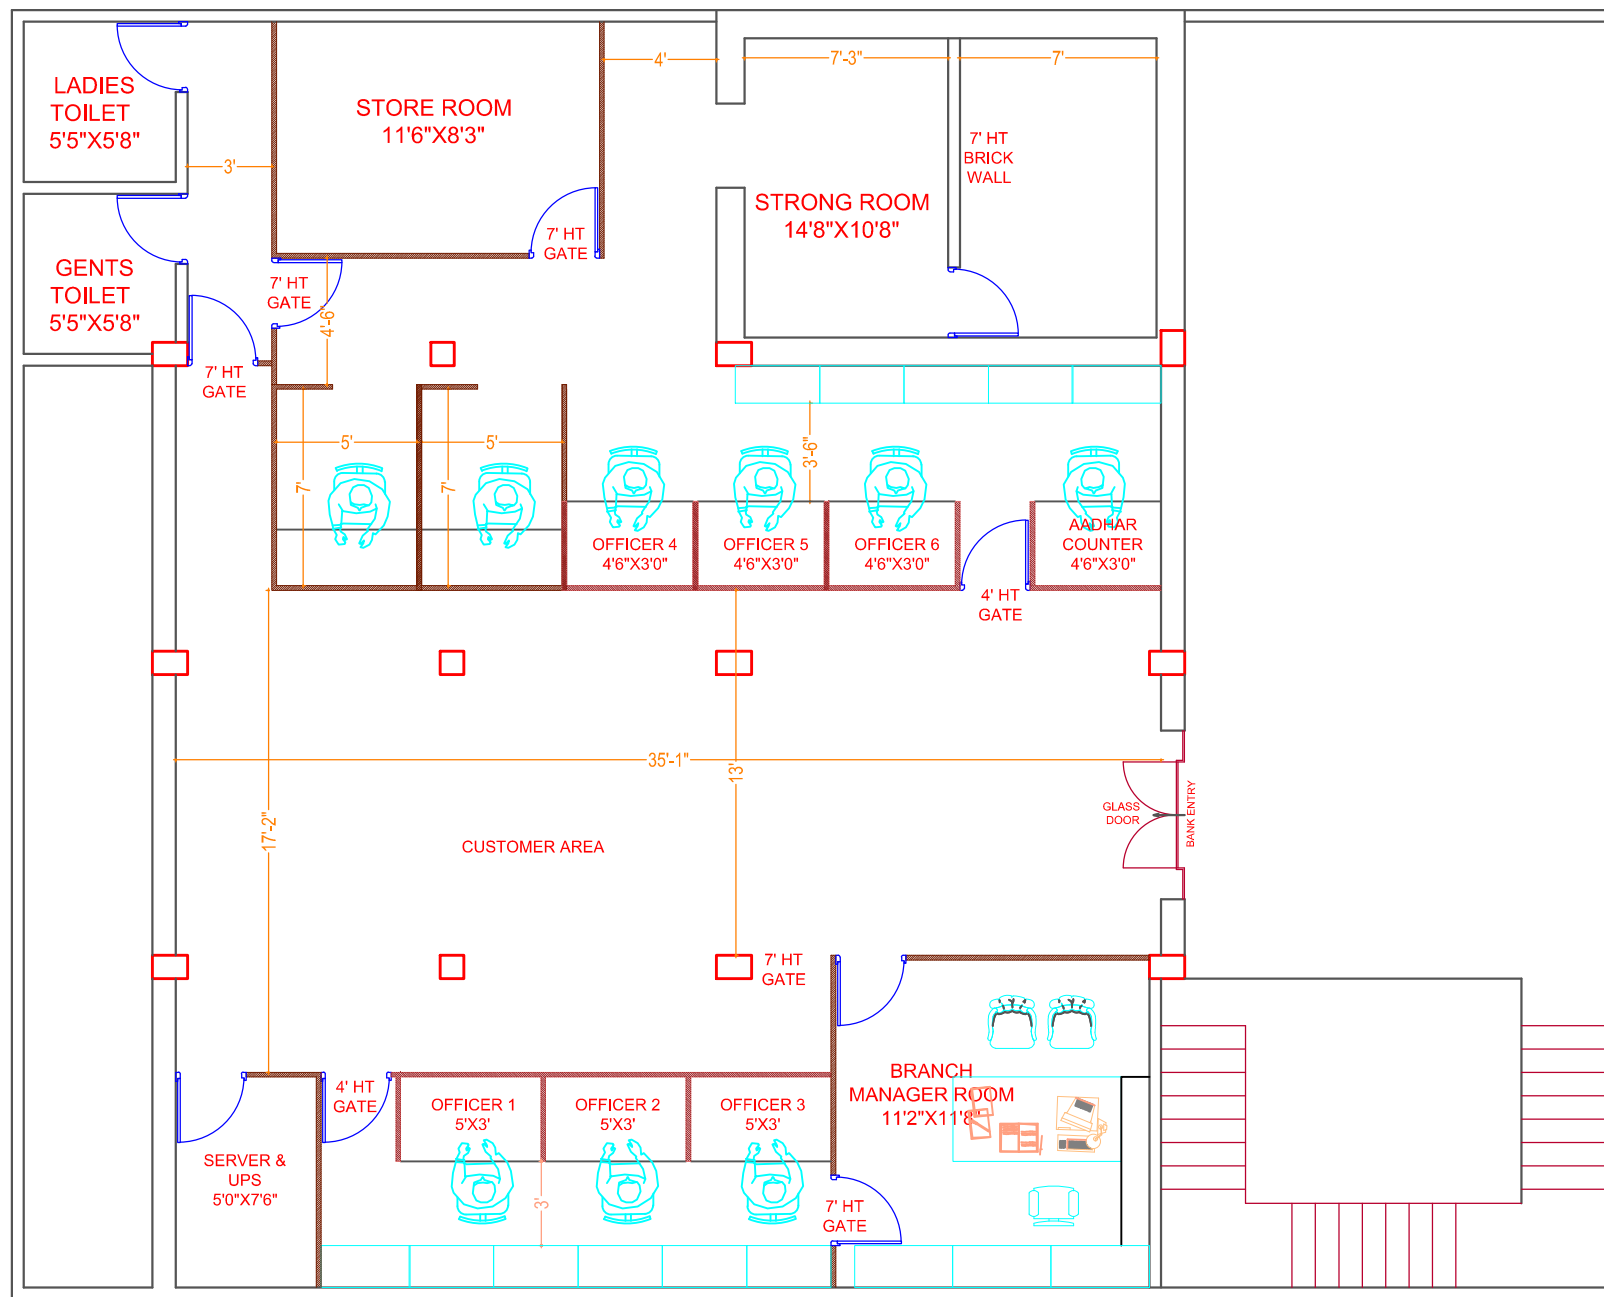 LADIES
TOILET
5'5"X5'8"
3'
STORE ROOM
11'6"X8'3"
4'
7'-3"
7'
7' HT
BRICK
WALL
STRONG ROOM
14'8"X10'8"
GENTS
TOILET
5'5"X5'8"
7' HT
GATE
7' HT
GATE
4'-6"
7' HT
GATE
5'
5'
7'
7'
3'-6"
OFFICER 4
4'6"X3'0"
OFFICER 5
4'6"X3'0"
OFFICER 6
4'6"X3'0"
AADHAR
COUNTER
4'6"X3'0"
4' HT
GATE
35'-1"
13'
17'-2"
CUSTOMER AREA
GLASS
DOOR
BANK ENTRY
7' HT
GATE
4' HT
GATE
OFFICER 1
5'X3'
OFFICER 2
5'X3'
OFFICER 3
5'X3'
BRANCH
MANAGER ROOM
11'2"X11'8"
SERVER &
UPS
5'0"X7'6"
3'
7' HT
GATE